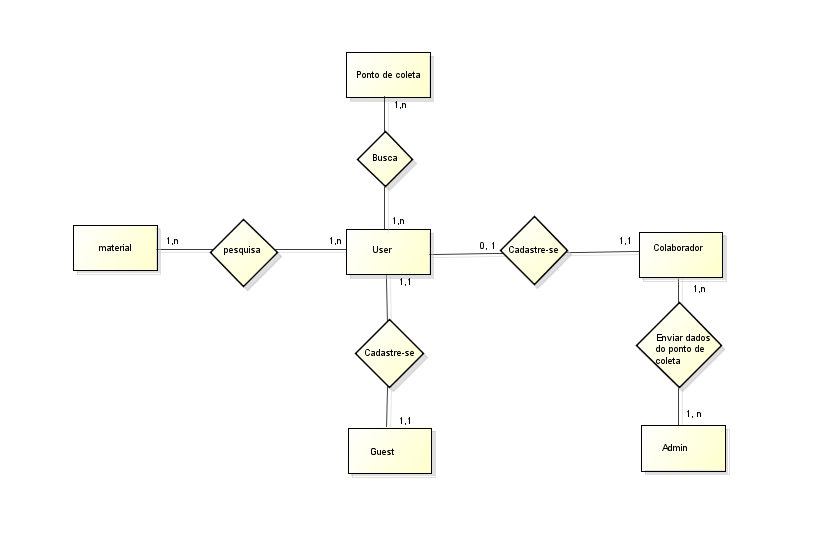 Ponto de coleta
1,n
Busca
1,n
material
1,n
pesquisa
1,n
User
0, 1
Cadastre-se
1,1
Colaborador
1,1
1,n
Cadastre-se
Enviar dados
do ponto de
coleta
1,1
1, n
Guest
Admin